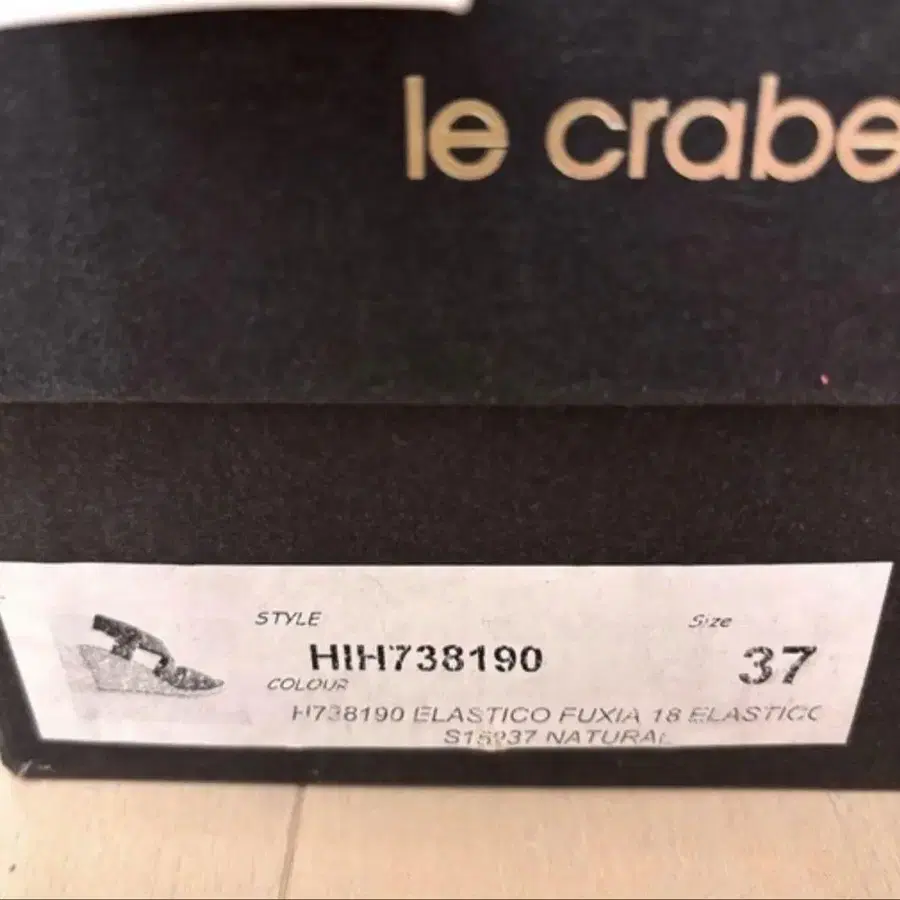 le crabe
STYLE
Size
HIH738190
37
COLOUR
H738190 ELASTICO FUXIA 18 ELASTICO
NATURAL